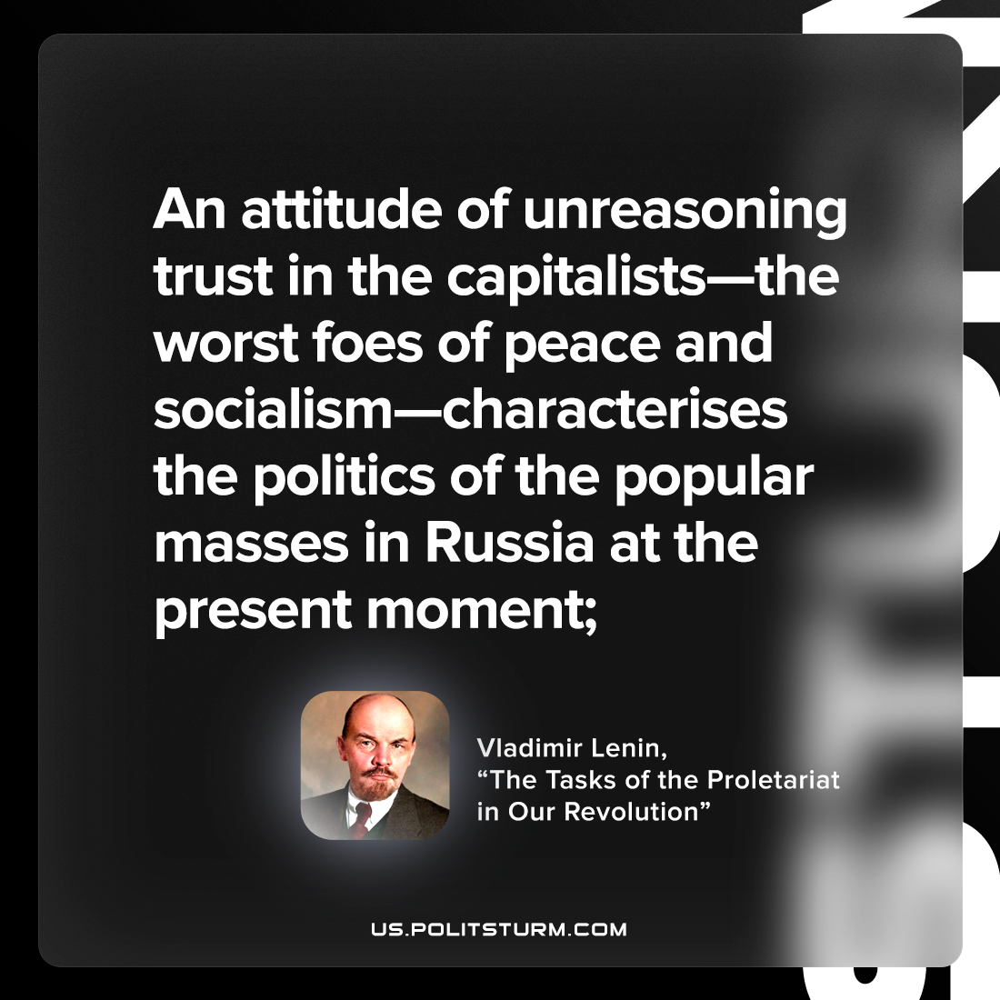 An attitude of unreasoning
trust in the capitalists—the
worst foes of peace and
socialism—characterises
the politics of the popular
masses in Russia at the
present moment;
Vladimir Lenin,
“The Tasks of the Proletariat
in Our Revolution”
US.POLITSTURM.COM